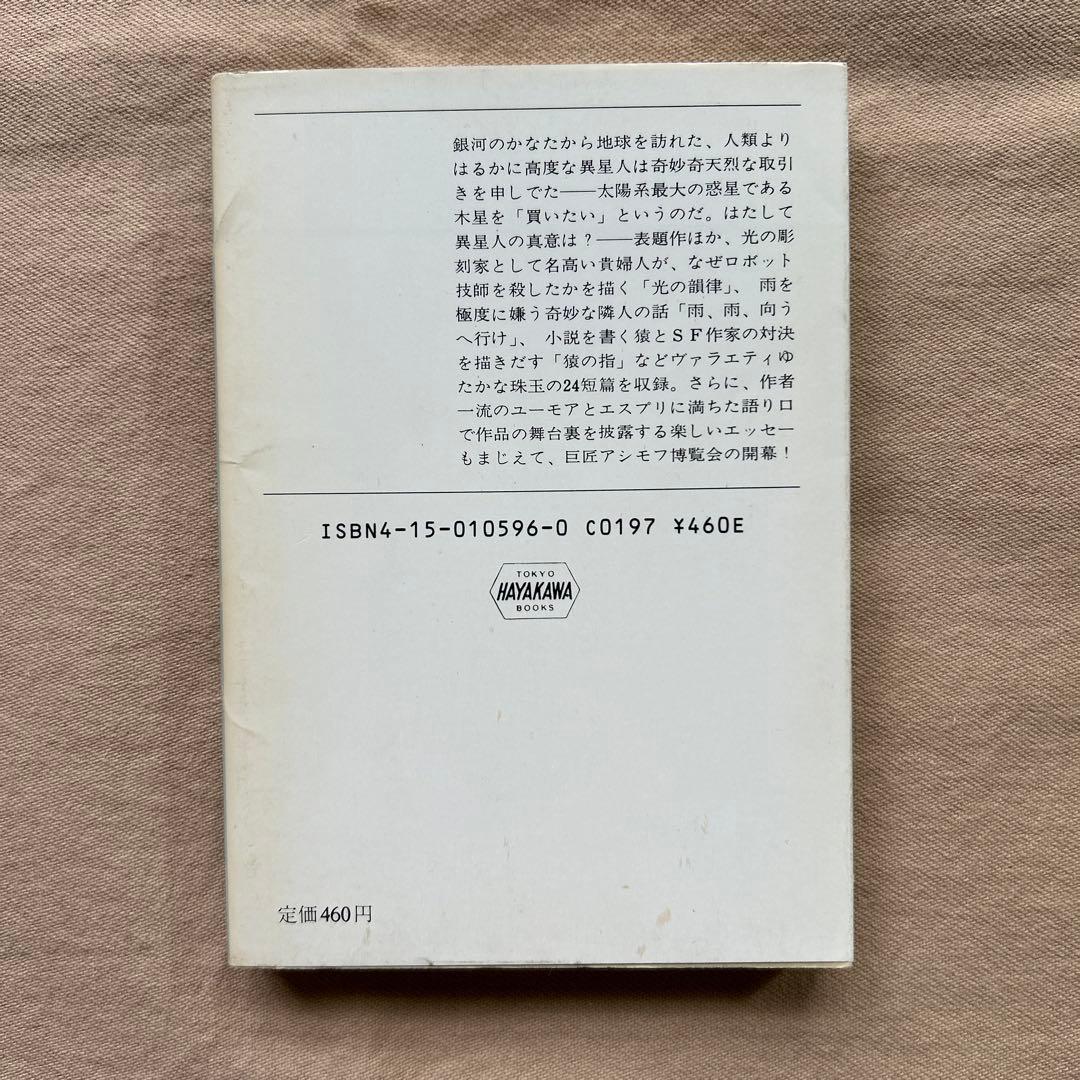 銀河のかなたから地球を訪れた、人類より
はるかに高度な異星人は奇妙奇天烈な取引
きを申しでた――太陽系最大の惑星である
木星を「買いたい」というのだ。はたして
異星人の真意は？――表題作ほか、光の彫
刻家として名高い貴婦人が、なぜロボット
技師を殺したかを描く「光の韻律」、雨を
極度に嫌う奇妙な隣人の話「雨、雨、向う
へ行け」、小説を書く猿とＳＦ作家の対決
を描きだす「猿の指」などヴァラエティゆ
たかな珠玉の24短篇を収録。さらに、作者
一流のユーモアとエスプリに満ちた語り口
で作品の舞台裏を披露する楽しいエッセー
もまじえて、巨匠アシモフ博覧会の開幕！
ISBN4-15-010596-0 C0197 ¥460E
TOKYO
HAYAKAWA
BOOKS
定価460円